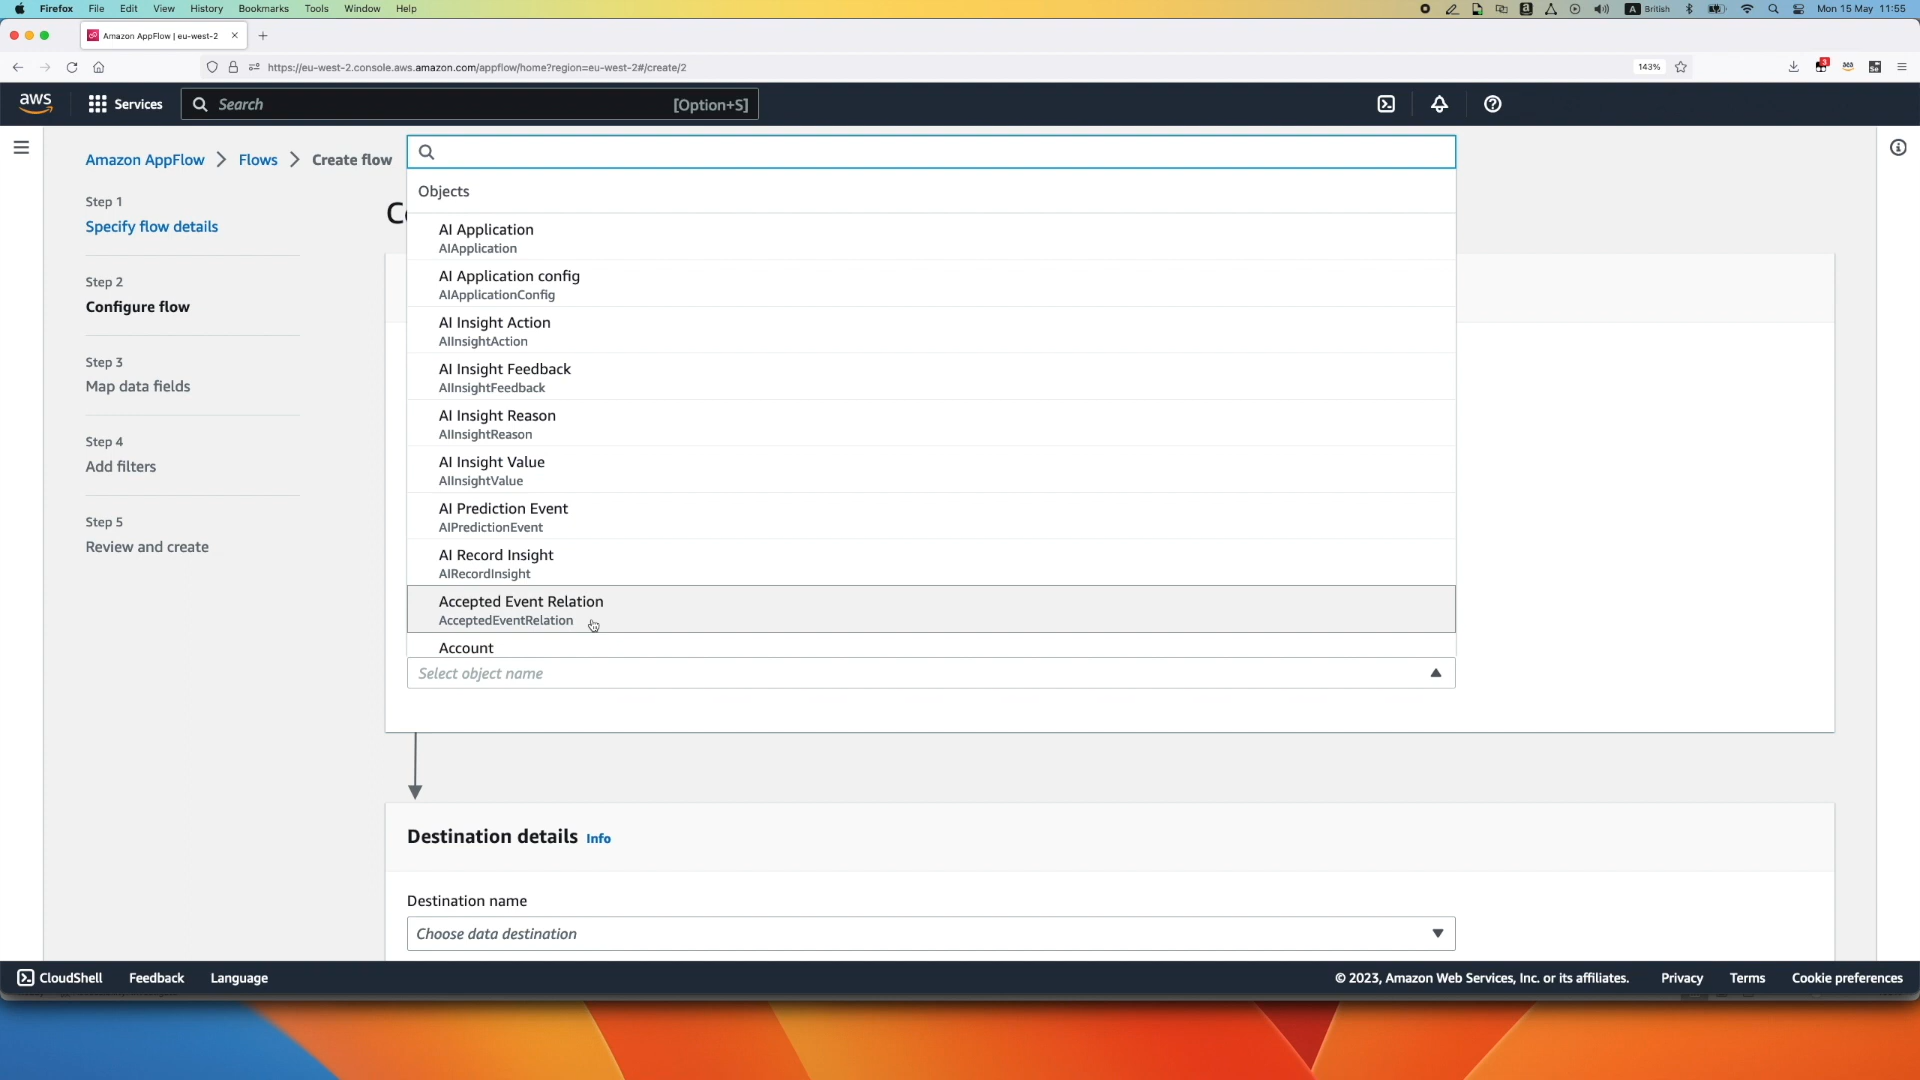 Firefox File Edit View History Bookmarks Tools Window Help
A British Mon 15 May 11:55
Amazon AppFlow | eu-west-2
https://eu-west-2.console.aws.amazon.com/appflow/home?region=eu-west-2#/create/2
143%
3
aws Services Search [Option+S]
Amazon AppFlow Flows Create flow
Step 1
Specify flow details
Step 2
Configure flow
Step 3
Map data fields
Step 4
Add filters
Step 5
Review and create
Objects
AI Application
AIApplication
AI Application config
AIApplicationConfig
AI Insight Action
AIInsightAction
AI Insight Feedback
AIInsightFeedback
AI Insight Reason
AIInsightReason
AI Insight Value
AIInsightValue
AI Prediction Event
AIPredictionEvent
AI Record Insight
AIRecordInsight
Accepted Event Relation
AcceptedEventRelation
Account
Select object name
Destination details Info
Destination name
Choose data destination
CloudShell Feedback Language
© 2023, Amazon Web Services, Inc. or its affiliates. Privacy Terms Cookie preferences